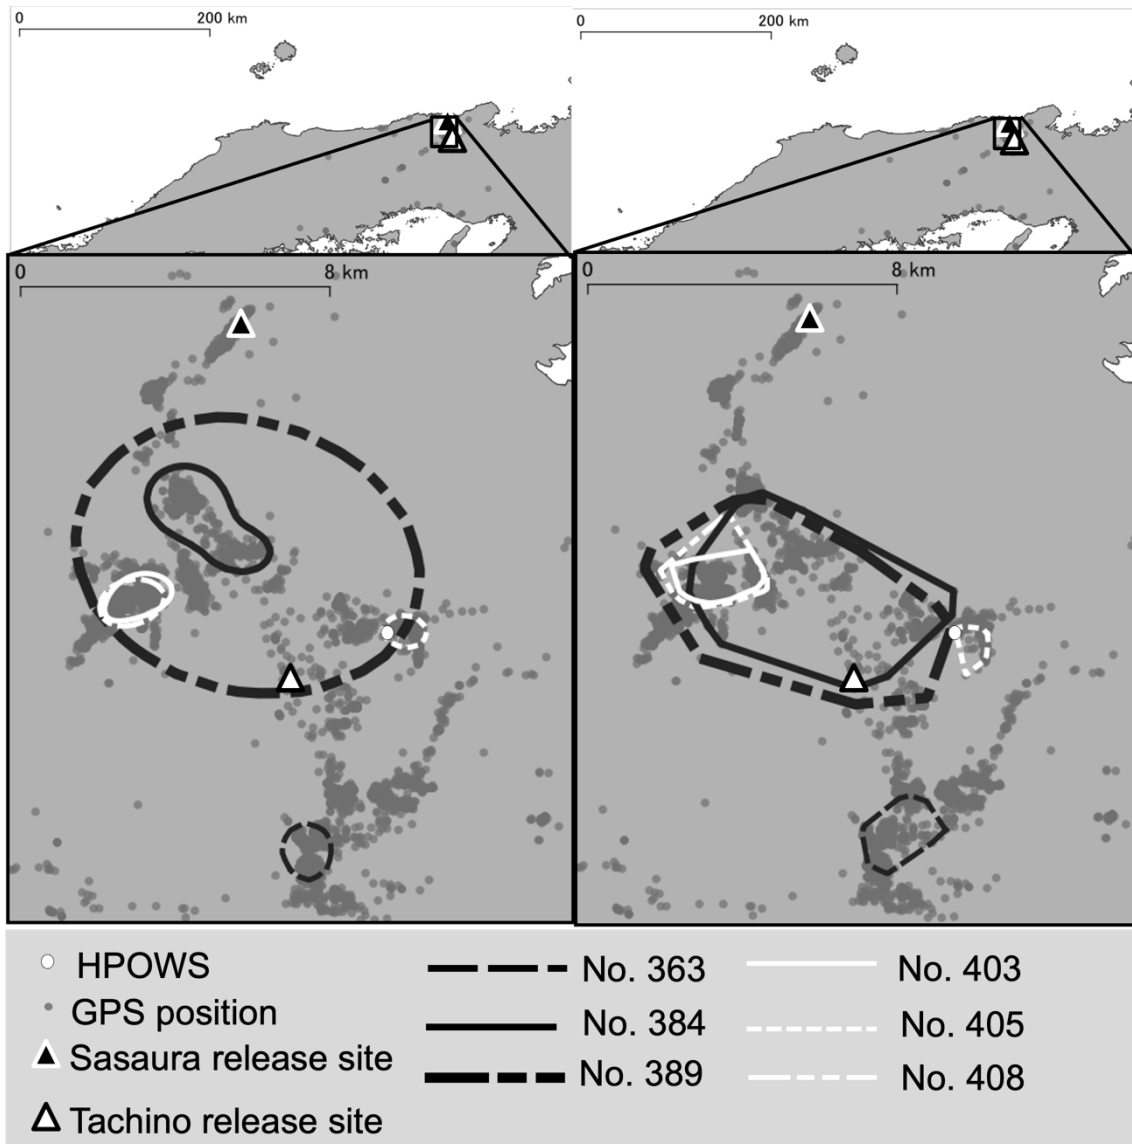 0 200 km
0 200 km
0 8 km
0 8 km
HPOWS
GPS position
Sasaura release site
Tachino release site
No. 363
No. 384
No. 389
No. 403
No. 405
No. 408